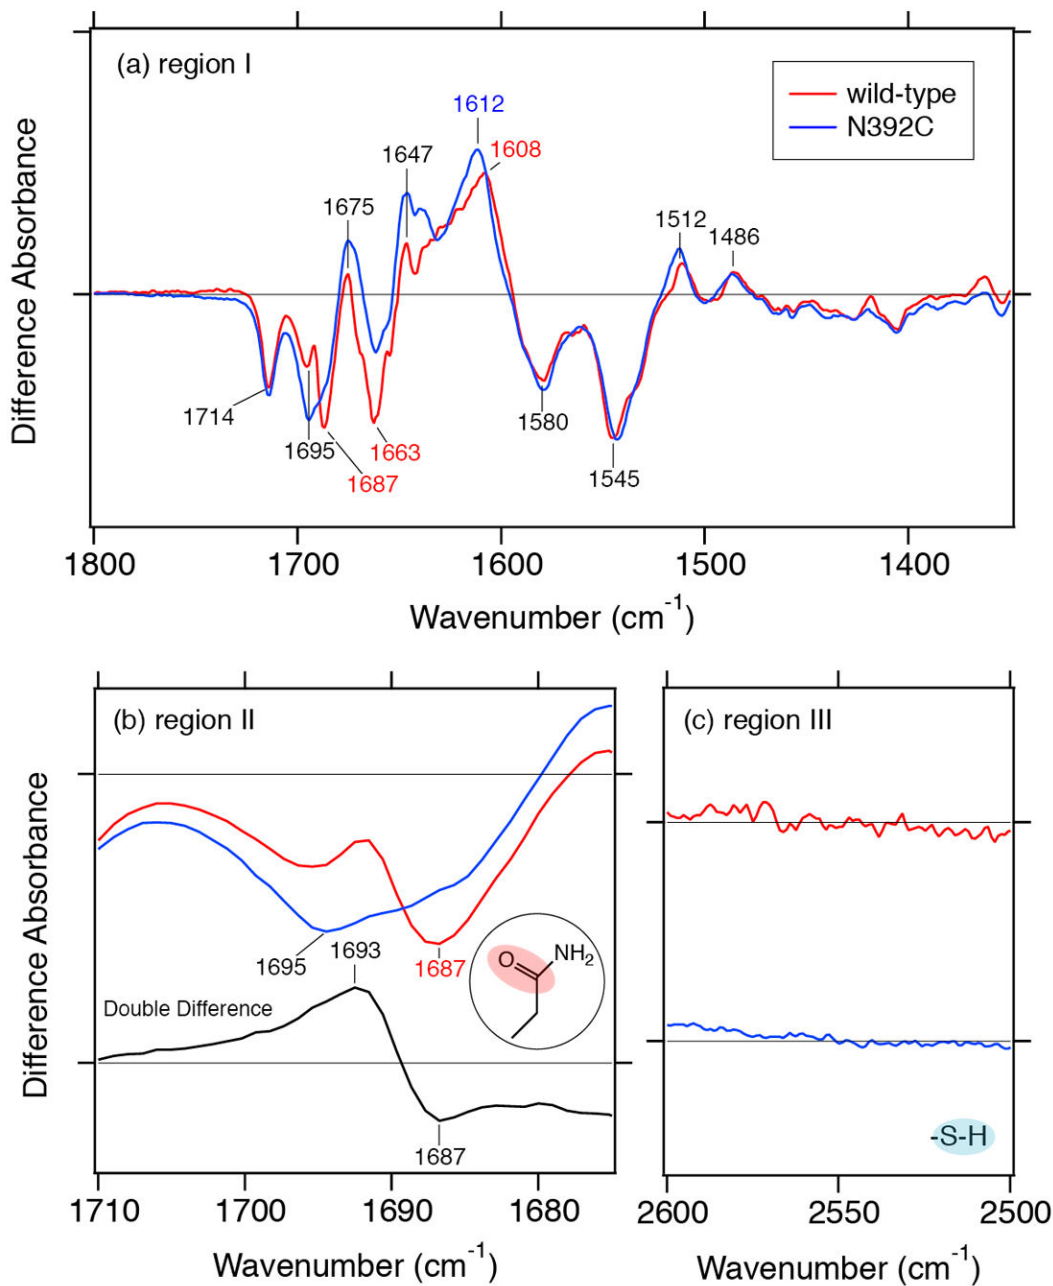 (a) region I
wild-type
N392C
1612
1647
1608
1675
1512
1486
1714
1695
1687
1663
1580
1545
Difference Absorbance
1800
1700
1600
1500
1400
Wavenumber (cm-1)
(b) region II
1695
1693
1687
Double Difference
O
NH2
1687
Difference Absorbance
1710
1700
1690
1680
Wavenumber (cm-1)
(c) region III
-S-H
2600
2550
2500
Wavenumber (cm-1)